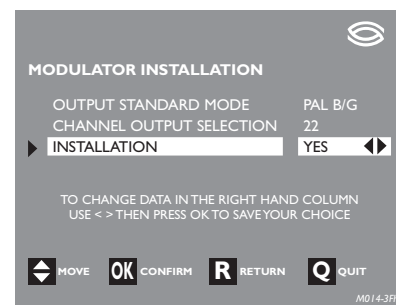 MODULATOR INSTALLATION
OUTPUT STANDARD MODE PAL B/G
CHANNEL OUTPUT SELECTION 22
INSTALLATION YES
TO CHANGE DATA IN THE RIGHT HAND COLUMN
USE < > THEN PRESS OK TO SAVE YOUR CHOICE
MOVE OK CONFIRM R RETURN Q QUIT
M014-3FI